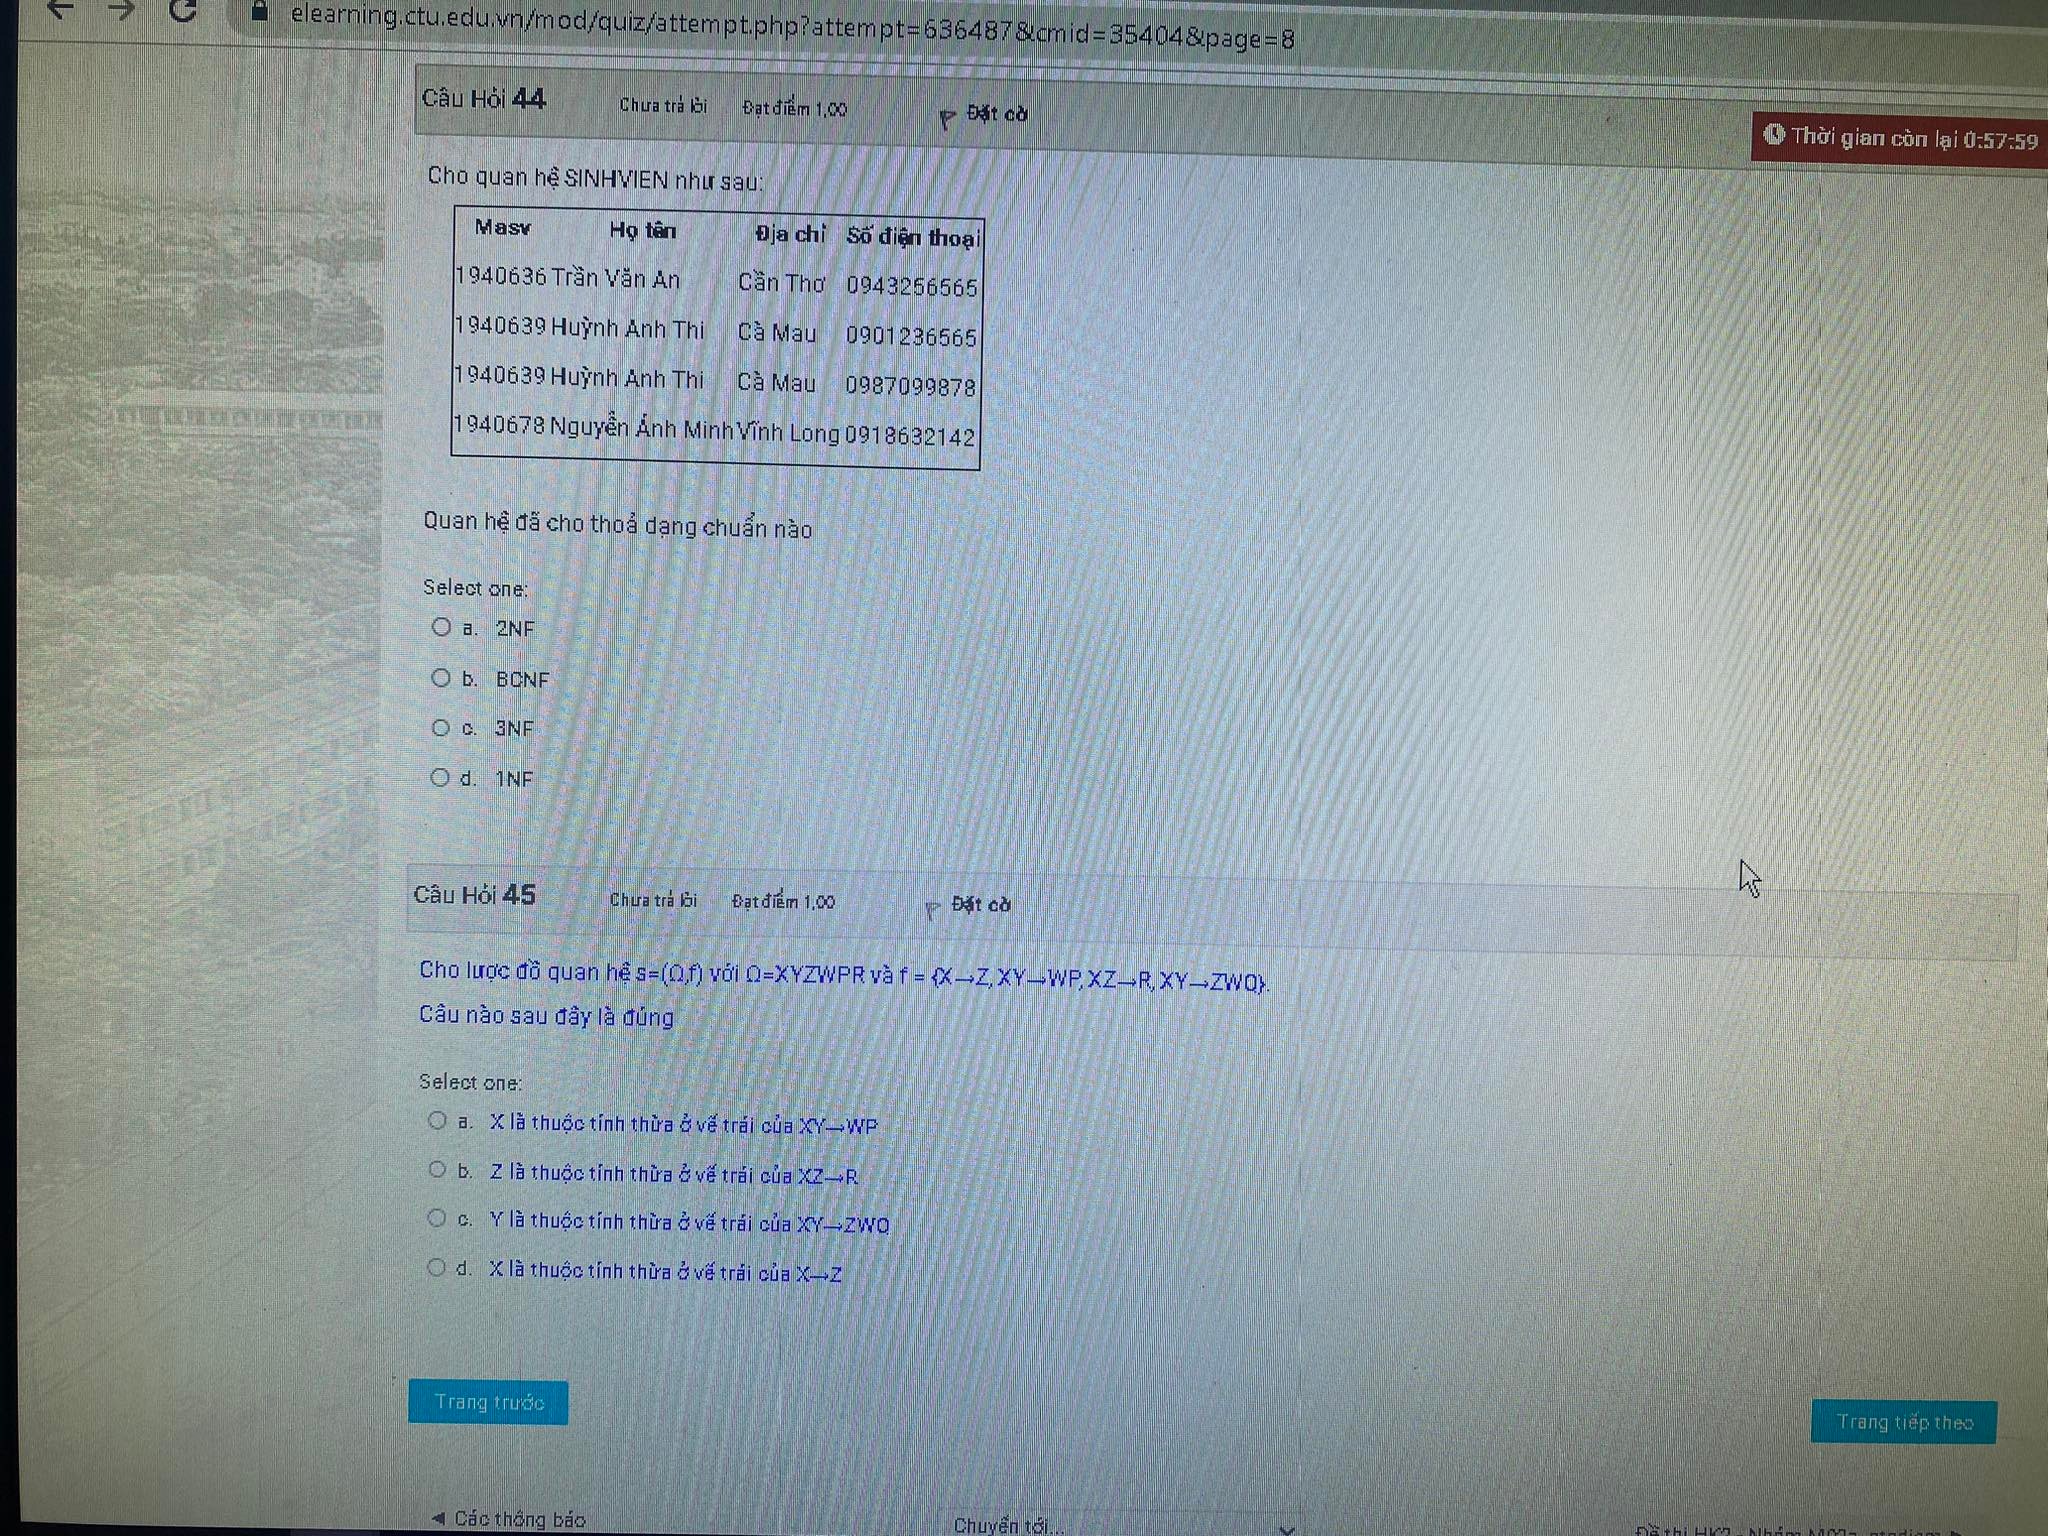 elearning.ctu.edu.vn/mod/quiz/attempt.php?attempt=636487&cmid=35404&page=8
Câu Hỏi 44 Chưa trả lời Đạt điểm 1,00 Đặt cờ
Thời gian còn lại 0:57:59
Cho quan hệ SINHVIEN như sau:
Masv Họ tên Địa chỉ Số điện thoại
1940636 Trần Văn An Cần Thơ 0943256565
1940639 Huỳnh Anh Thi Cà Mau 0901236565
1940639 Huỳnh Anh Thi Cà Mau 0987099878
1940678 Nguyễn Ánh Minh Vĩnh Long 0918632142
Quan hệ đã cho thoả dạng chuẩn nào
Select one:
a. 2NF
b. BCNF
c. 3NF
d. 1NF
Câu Hỏi 45 Chưa trả lời Đạt điểm 1,00 Đặt cờ
Cho lược đồ quan hệ s=(Ω,f) với Ω=XYZWPR và f = {X→Z, XY→WP, XZ→R, XY→ZWQ}.
Câu nào sau đây là đúng
Select one:
a. X là thuộc tính thừa ở vế trái của XY→WP
b. Z là thuộc tính thừa ở vế trái của XZ→R
c. Y là thuộc tính thừa ở vế trái của XY→ZWQ
d. X là thuộc tính thừa ở vế trái của X→Z
Trang trước
Trang tiếp theo
◄ Các thông báo
Chuyển tới...
Đề thi HK2 - Nhóm